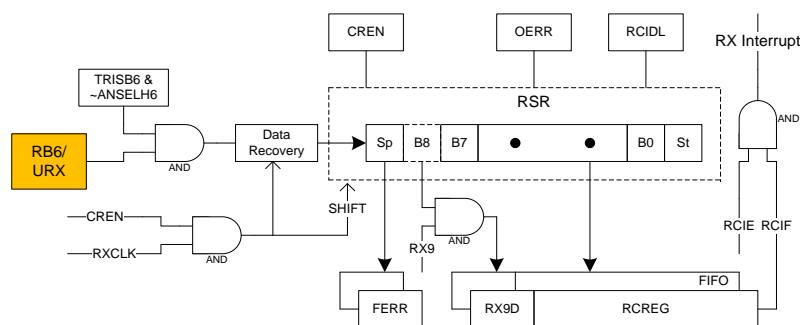 CREN
OERR
RCIDL
RX Interrupt
TRISB6 &
~ANSELH6
RSR
AND
RB6/
URX
AND
Data
Recovery
Sp
B8
B7
B0
St
CREN
RXCLK
AND
SHIFT
RX9
AND
RCIE
RCIF
FIFO
FERR
RX9D
RCREG